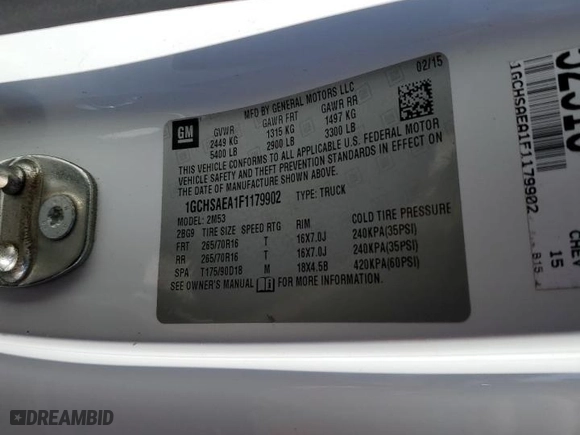 02/15
MFD BY GENERAL MOTORS LLC
GM
GVWR GAWR FRT GAWR RR
2449 KG 1315 KG 1497 KG
5400 LB 2900 LB 3300 LB
THIS VEHICLE CONFORMS TO ALL APPLICABLE U.S. FEDERAL MOTOR
VEHICLE SAFETY AND THEFT PREVENTION STANDARDS IN EFFECT ON
THE DATE OF MANUFACTURE SHOWN ABOVE.
1GCHSAEA1F1179902 TYPE: TRUCK
MODEL: 2M53
2BG9 TIRE SIZE SPEED RTG RIM COLD TIRE PRESSURE
FRT 265/70R16 T 16X7.0J 240KPA(35PSI)
RR 265/70R16 T 16X7.0J 240KPA(35PSI)
SPA T175/90D18 M 18X4.5B 420KPA(60PSI)
SEE OWNER'S MANUAL FOR MORE INFORMATION.
1GCHSAEA1F1179902
CHEV
15
DREAMBID